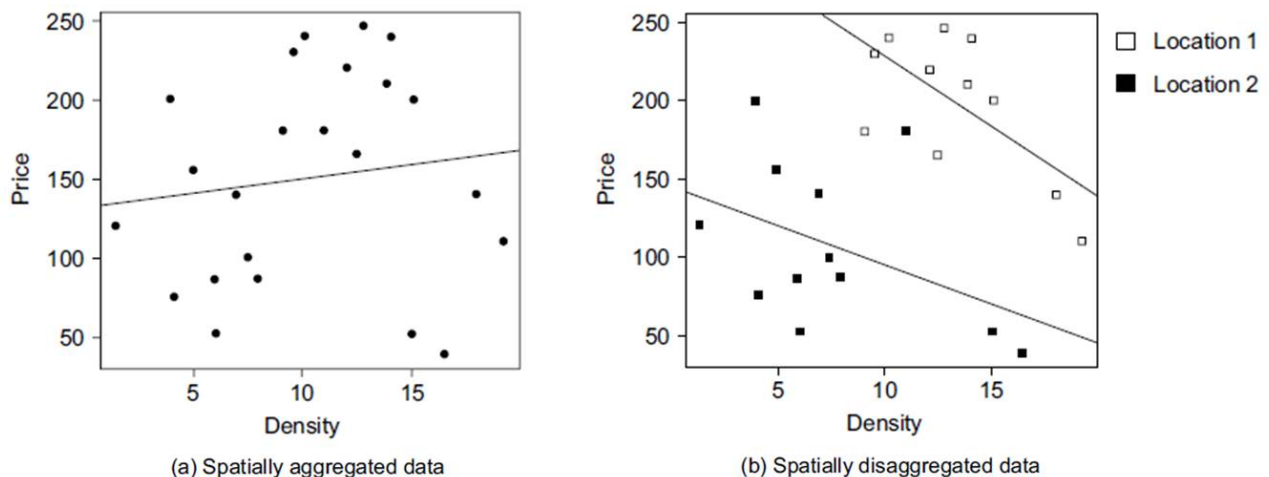 250
200
150
100
50
Price
5 10 15
Density
(a) Spatially aggregated data
250
200
150
100
50
Price
5 10 15
Density
(b) Spatially disaggregated data
Location 1
Location 2